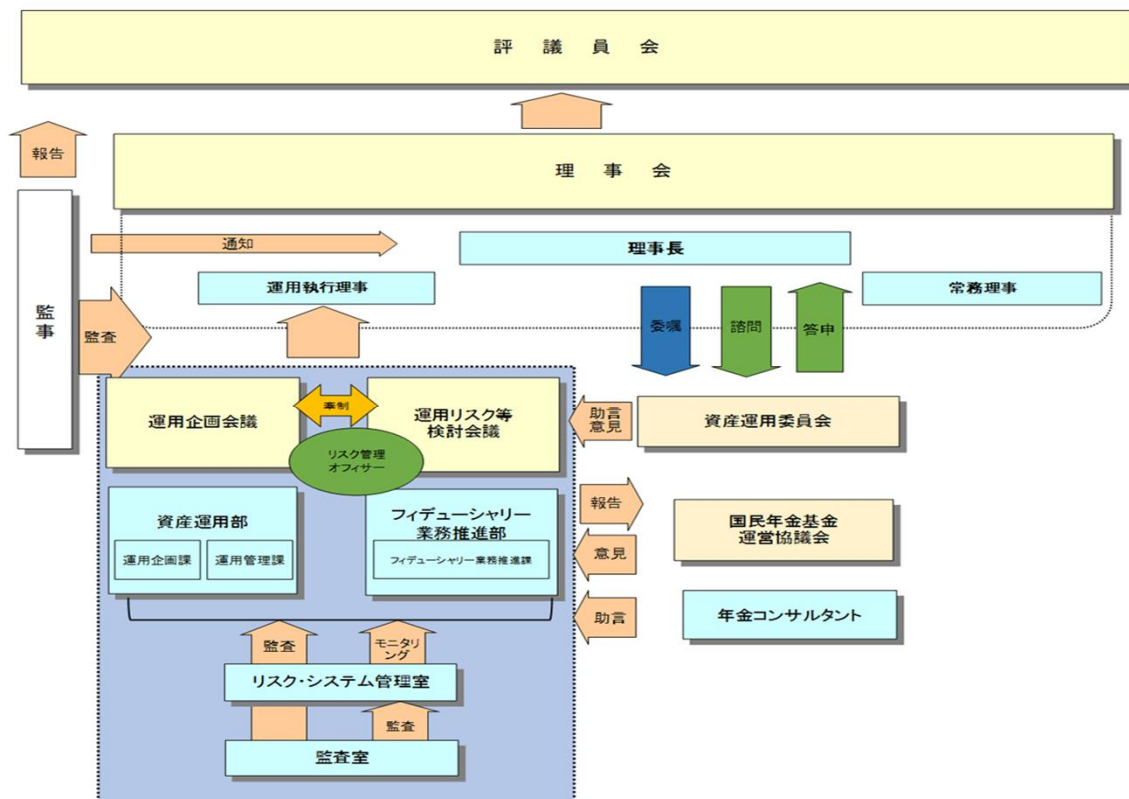 評議員会
報告
理事会
監事
通知
理事長
運用執行理事
常務理事
監査
委嘱
諮問
答申
運用企画会議
牽制
運用リスク等
検討会議
リスク管理
オフィサー
助言
意見
資産運用委員会
資産運用部
運用企画課
運用管理課
フィデューシャリー
業務推進部
フィデューシャリー業務推進課
報告
意見
国民年金基金
運営協議会
助言
年金コンサルタント
監査
モニタリ
ング
リスク・システム管理室
監査
監査室